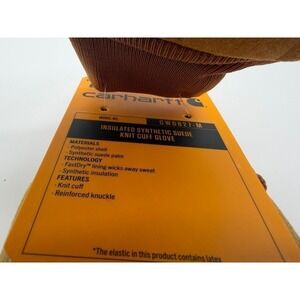 carhartt
MODEL NO.
GW0827-M
INSULATED SYNTHETIC SUEDE
KNIT CUFF GLOVE
MATERIALS
- Polyester shell
- Synthetic suede palm
TECHNOLOGY
- FastDry™ lining wicks away sweat
- Synthetic insulation
FEATURES
- Knit cuff
- Reinforced knuckle
*The elastic in this product contains latex